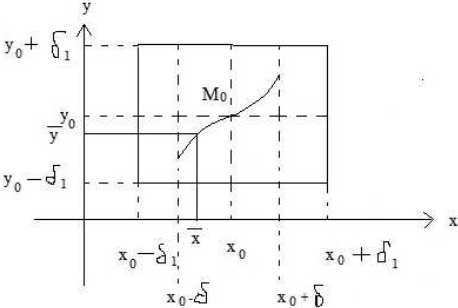 y
y₀ + δ₁
M₀
y₀
y̅
y₀ – δ₁
x
x₀ – δ₁
x̅
x₀
x₀ + δ₁
x₀ - δ
x₀ + δ